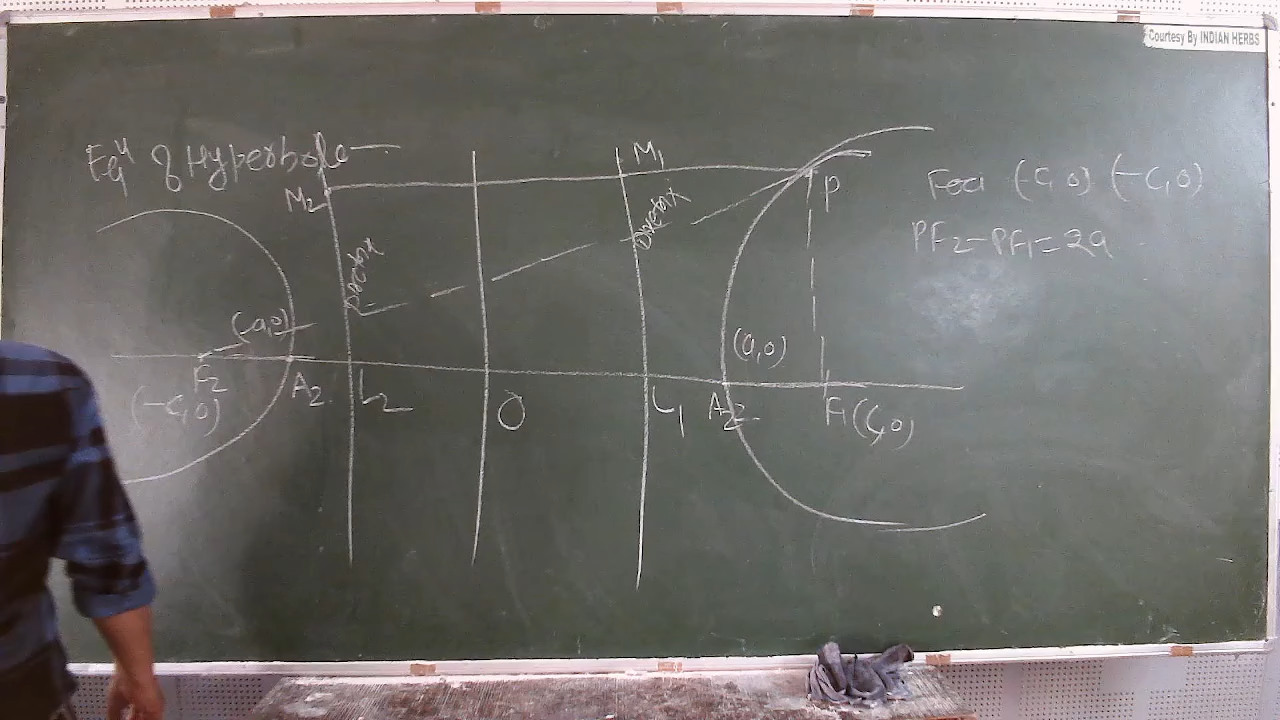 Courtesy By INDIAN HERBS
Eqⁿ of Hyperbola
M₁
M₂
P
Foci (C, 0) (-C, 0)
PF₂-PF₁=2a
Directrix
Directrix
(-a,0)
(a,0)
F₂
(-C, 0)
A₂
L₂
O
L₁
A₂
F₁(C, 0)